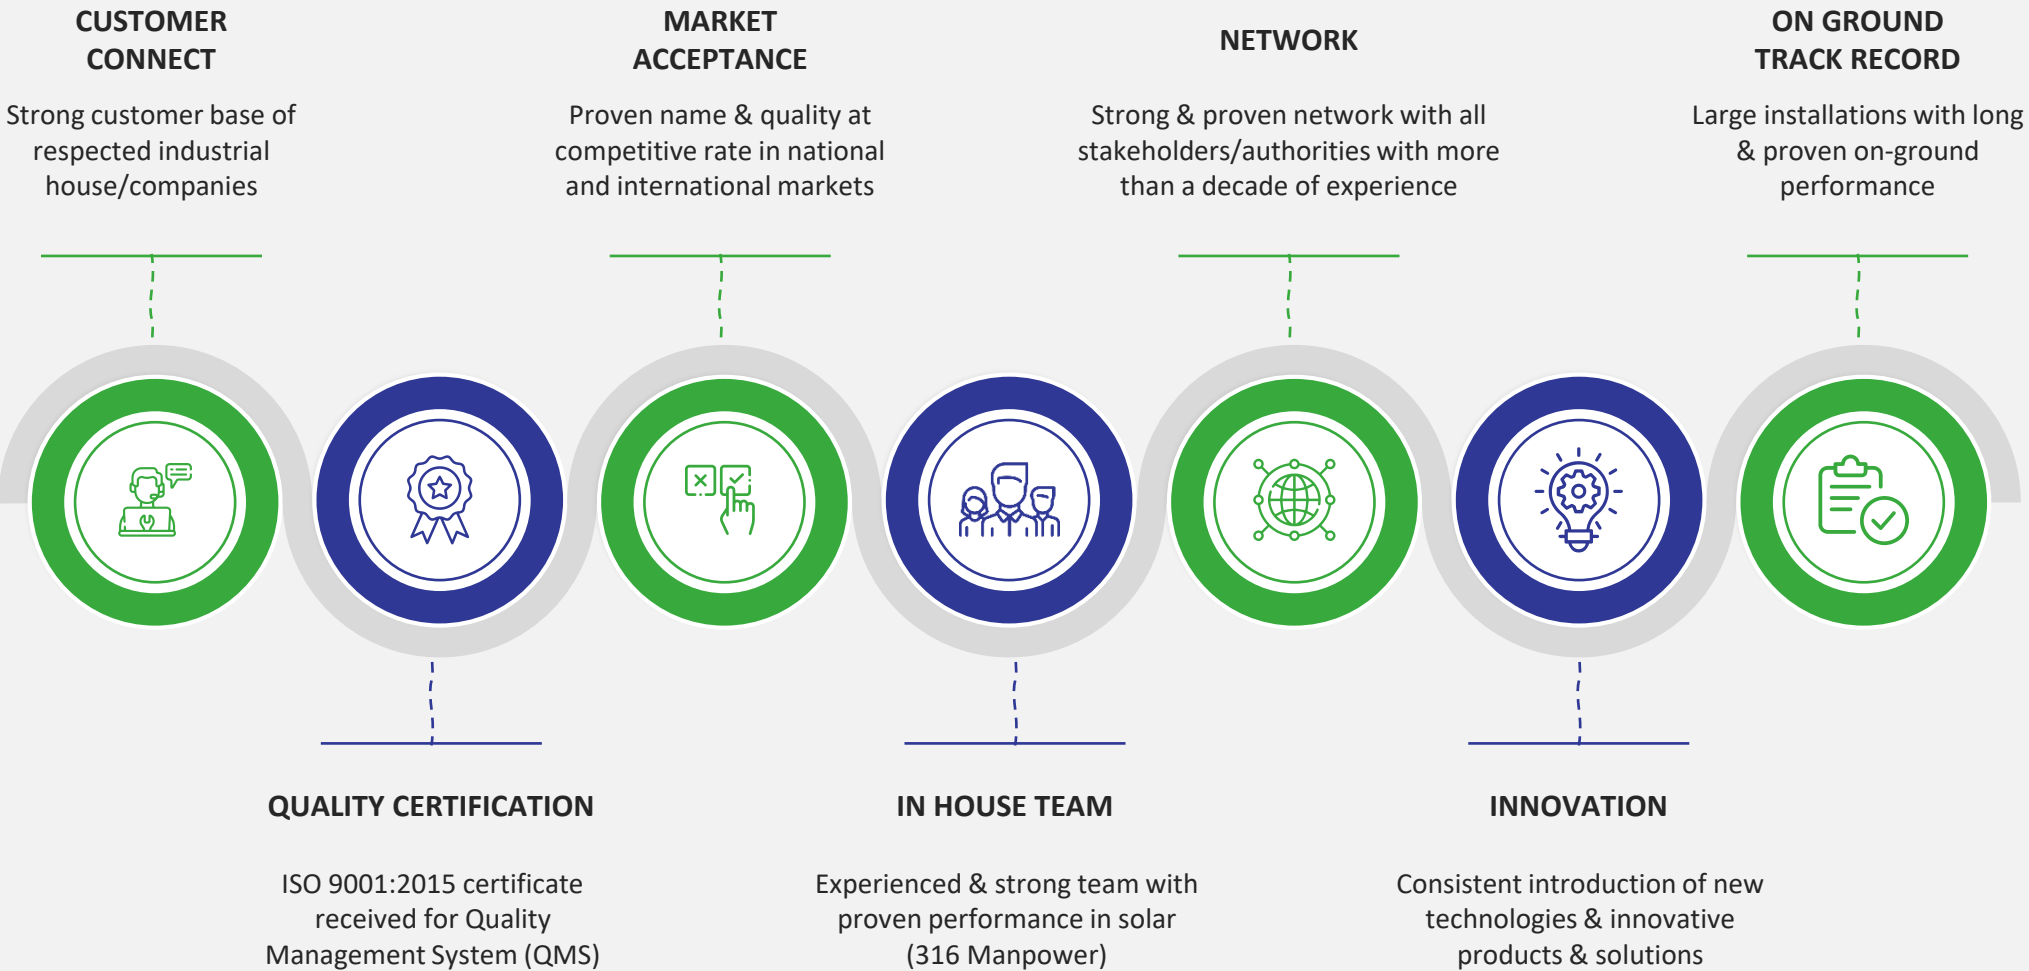 CUSTOMER
CONNECT
Strong customer base of
respected industrial
house/companies
MARKET
ACCEPTANCE
Proven name & quality at
competitive rate in national
and international markets
NETWORK
Strong & proven network with all
stakeholders/authorities with more
than a decade of experience
ON GROUND
TRACK RECORD
Large installations with long
& proven on-ground
performance
QUALITY CERTIFICATION
ISO 9001:2015 certificate
received for Quality
Management System (QMS)
IN HOUSE TEAM
Experienced & strong team with
proven performance in solar
(316 Manpower)
INNOVATION
Consistent introduction of new
technologies & innovative
products & solutions